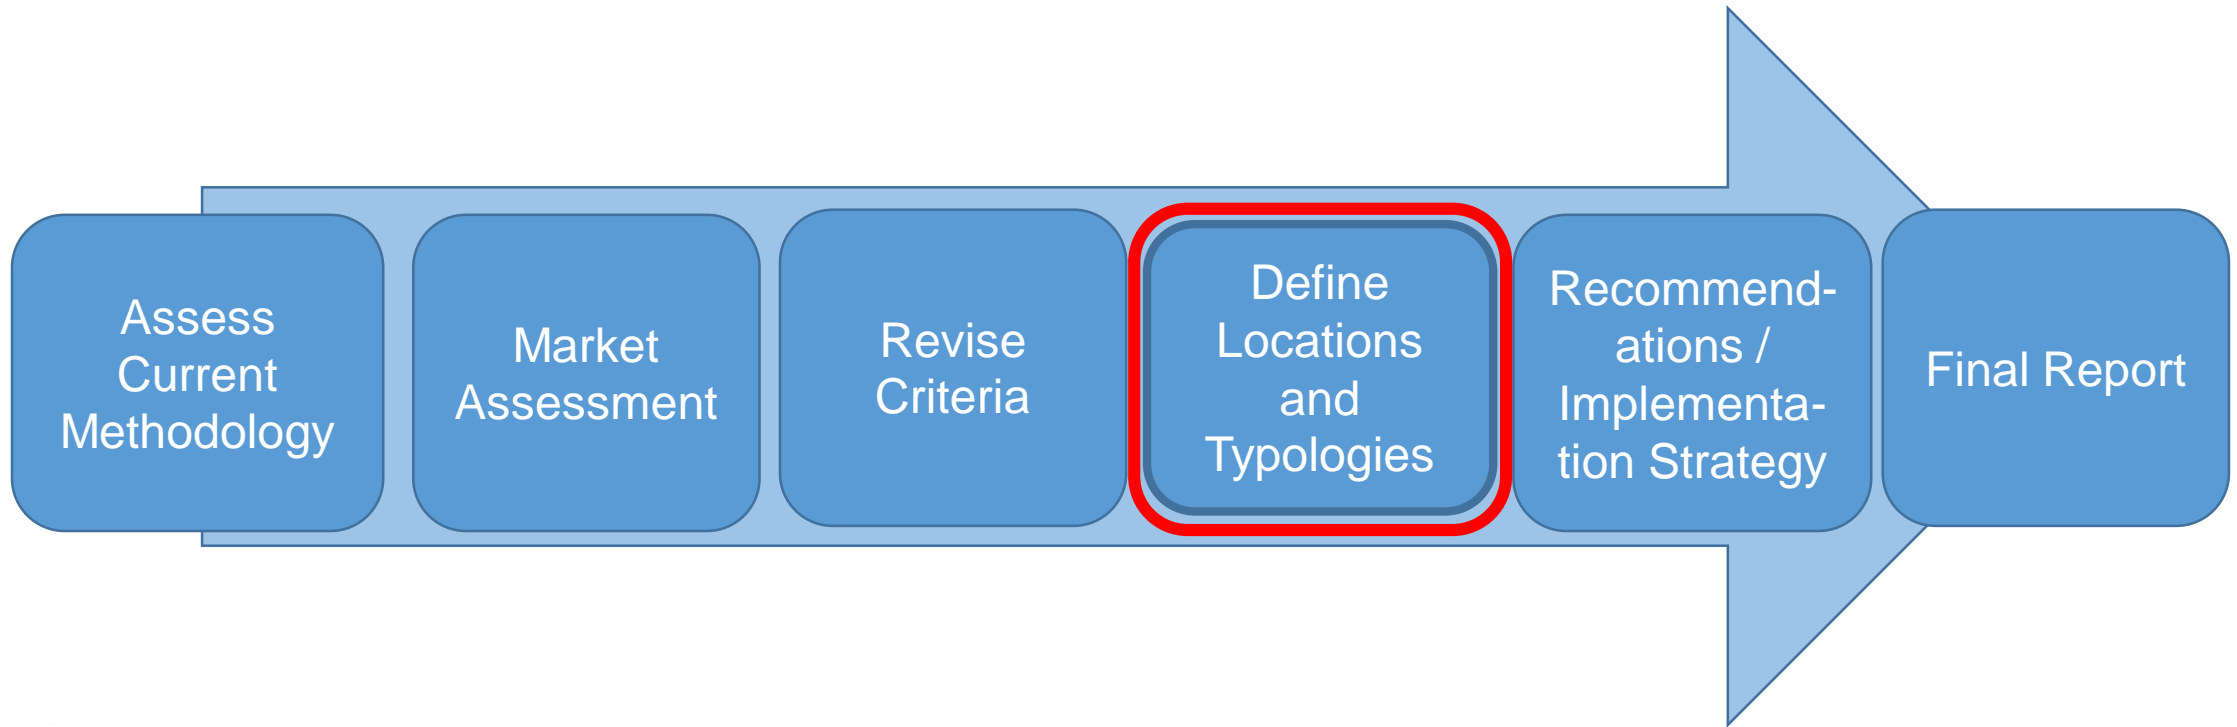 Assess
Current
Methodology
Market
Assessment
Revise
Criteria
Define
Locations
and
Typologies
Recommend-
ations /
Implementa-
tion Strategy
Final Report